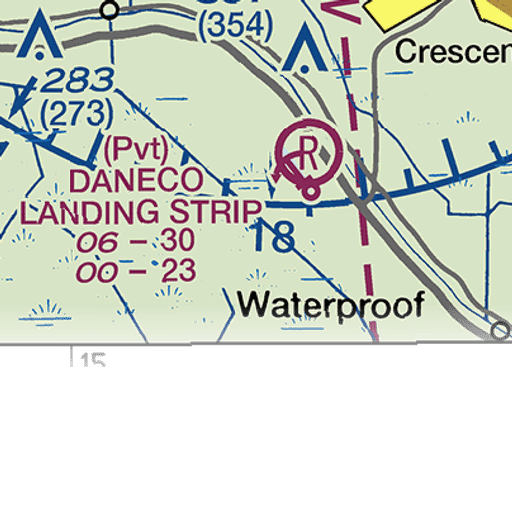 (354)
Crescen
283
(273)
(Pvt)
R
DANECO
LANDING STRIP
06 – 30
18
00 – 23
Waterproof
15